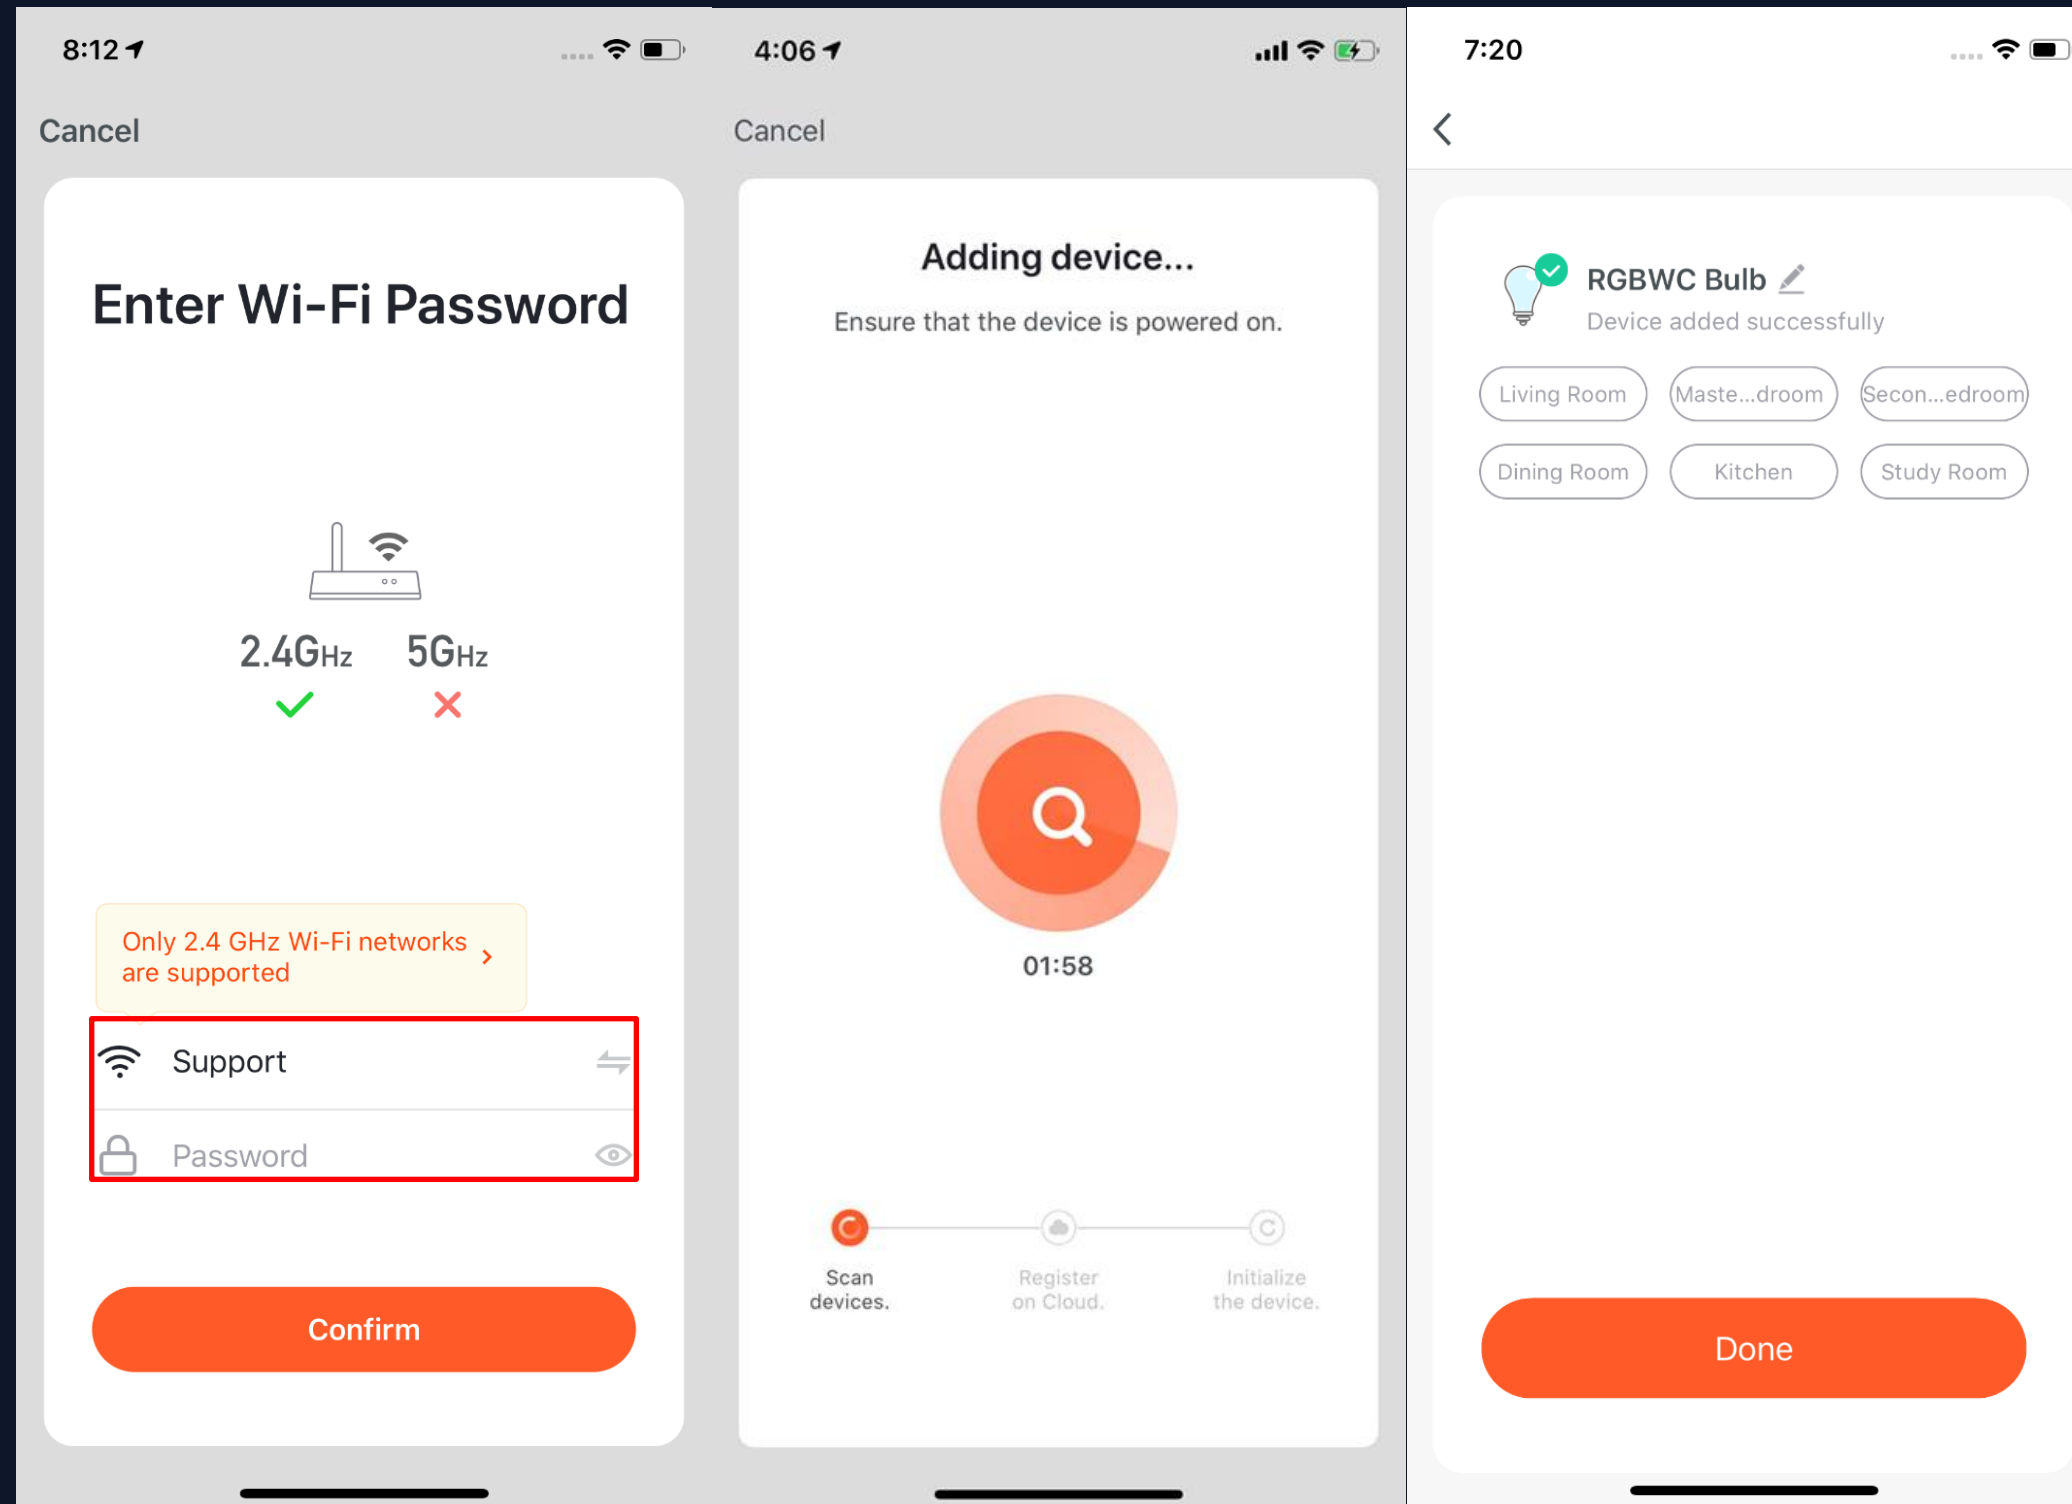 8:12
Cancel
Enter Wi-Fi Password
2.4GHz
5GHz
Only 2.4 GHz Wi-Fi networks
are supported
Support
Password
Confirm
4:06
Cancel
Adding device...
Ensure that the device is powered on.
01:58
Scan
devices.
Register
on Cloud.
Initialize
the device.
7:20
RGBWC Bulb
Device added successfully
Living Room
Maste...droom
Secon...edroom
Dining Room
Kitchen
Study Room
Done